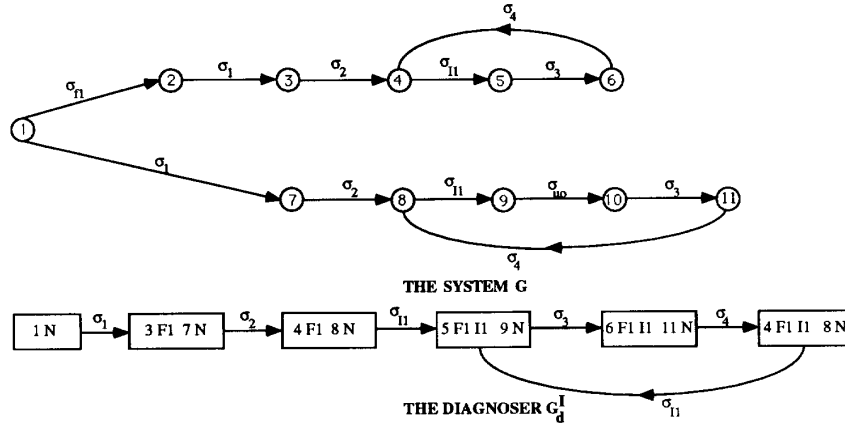 σ4
2 σ1 3 σ2 4 σI1 5 σ3 6
σf1
1
σ1
7 σ2 8 σI1 9 σuo 10 σ3 11
σ4
THE SYSTEM G
1 N σ1 3 F1 7 N σ2 4 F1 8 N σI1 5 F1 I1 9 N σ3 6 F1 I1 11 N σ4 4 F1 I1 8 N
THE DIAGNOSER G_d^I σI1